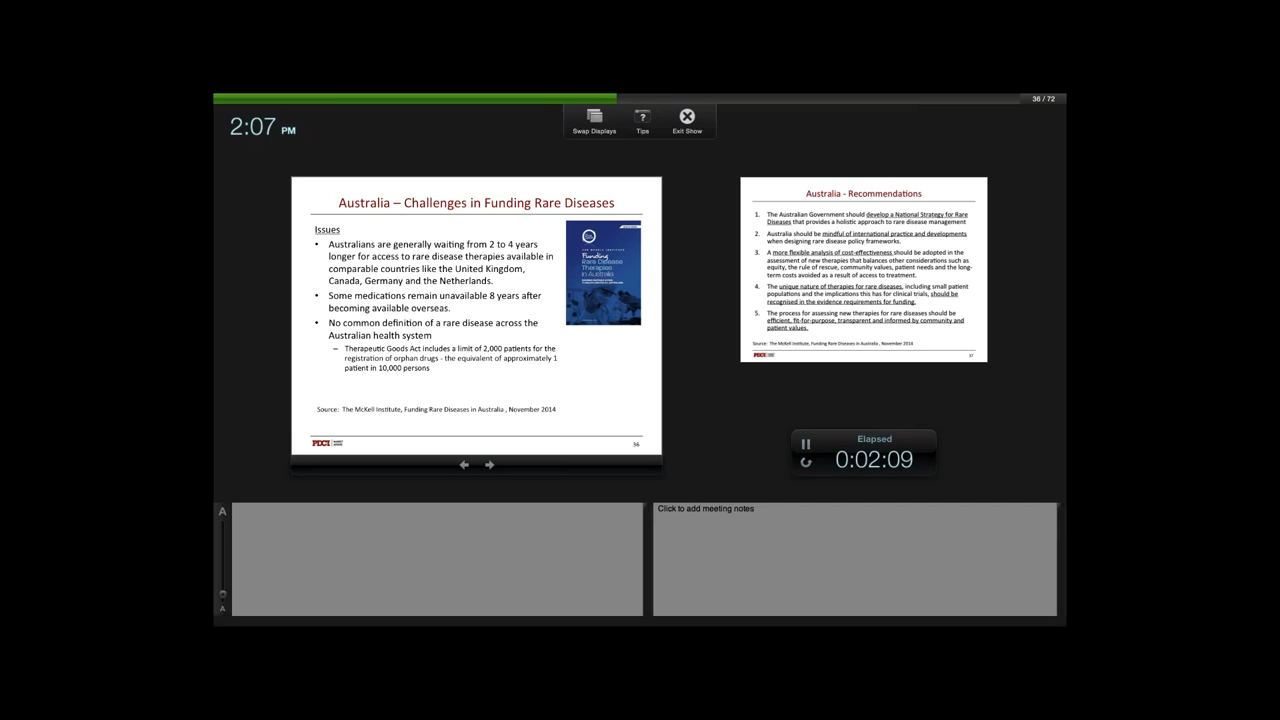 36 / 72
2:07 PM
Swap Displays
Tips
Exit Show
Australia – Challenges in Funding Rare Diseases
Issues
• Australians are generally waiting from 2 to 4 years
longer for access to rare disease therapies available in
comparable countries like the United Kingdom,
Canada, Germany and the Netherlands.
• Some medications remain unavailable 8 years after
becoming available overseas.
• No common definition of a rare disease across the
Australian health system
– Therapeutic Goods Act includes a limit of 2,000 patients for the
registration of orphan drugs - the equivalent of approximately 1
patient in 10,000 persons
Funding
Rare Disease
Therapies
in Australia
Source: The McKell Institute, Funding Rare Diseases in Australia , November 2014
PDCI MARKET ACCESS
36
Australia - Recommendations
1. The Australian Government should develop a National Strategy for Rare
Diseases that provides a holistic approach to rare disease management
2. Australia should be mindful of international practice and developments
when designing rare disease policy frameworks.
3. A more flexible analysis of cost-effectiveness should be adopted in the
assessment of new therapies that balances other considerations such as
equity, the rule of rescue, community values, patient needs and the long-
term costs avoided as a result of access to treatment.
4. The unique nature of therapies for rare diseases, including small patient
populations and the implications this has for clinical trials, should be
recognised in the evidence requirements for funding.
5. The process for assessing new therapies for rare diseases should be
efficient, fit-for-purpose, transparent and informed by community and
patient values.
Source: The McKell Institute, Funding Rare Diseases in Australia , November 2014
PDCI
37
Elapsed
0:02:09
A
A
Click to add meeting notes